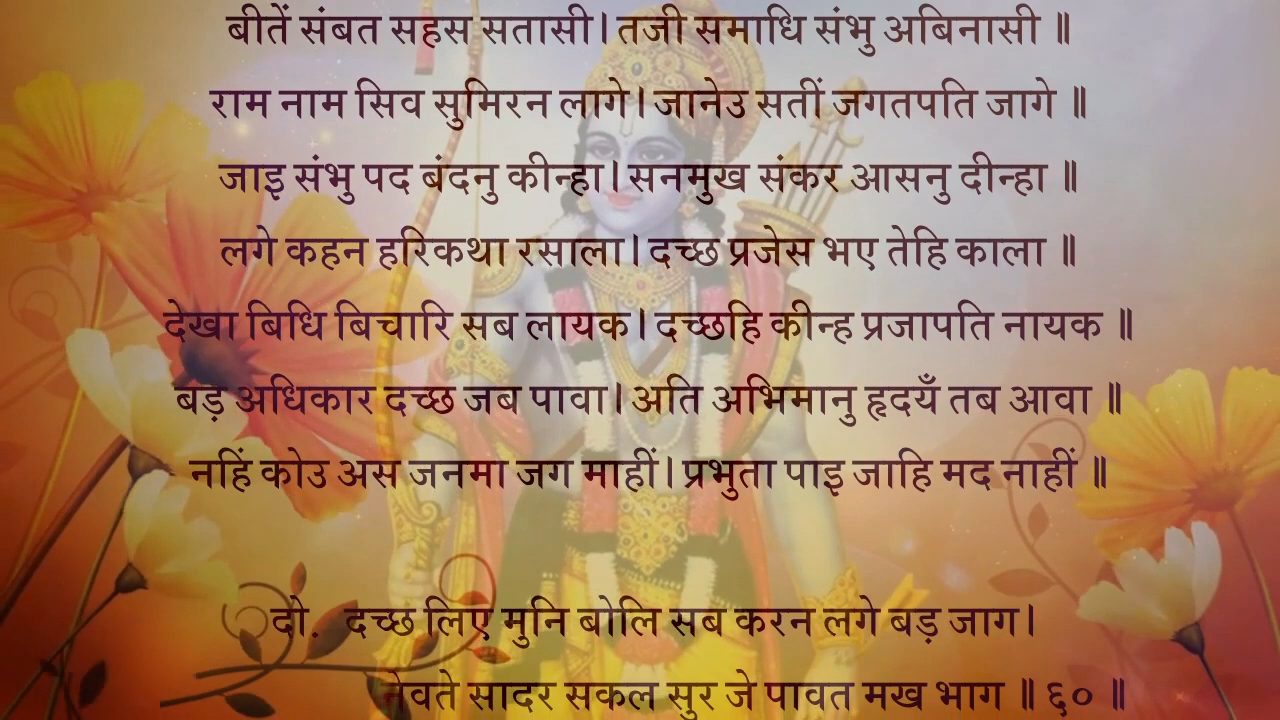 बीतें संबत सहस सतासी। तजी समाधि संभु अबिनासी ॥
राम नाम सिव सुमिरन लागे। जानेउ सतीं जगतपति जागे ॥
जाइ संभु पद बंदनु कीन्हा। सनमुख संकर आसनु दीन्हा ॥
लगे कहन हरिकथा रसाला। दच्छ प्रजेस भए तेहि काला ॥
देखा बिधि बिचारि सब लायक। दच्छहि कीन्ह प्रजापति नायक ॥
बड़ अधिकार दच्छ जब पावा। अति अभिमानु हृदयँ तब आवा ॥
नहिं कोउ अस जनमा जग माहीं। प्रभुता पाइ जाहि मद नाहीं ॥
दो. दच्छ लिए मुनि बोलि सब करन लगे बड़ जाग।
नेवते सादर सकल सुर जे पावत मख भाग ॥ ६० ॥